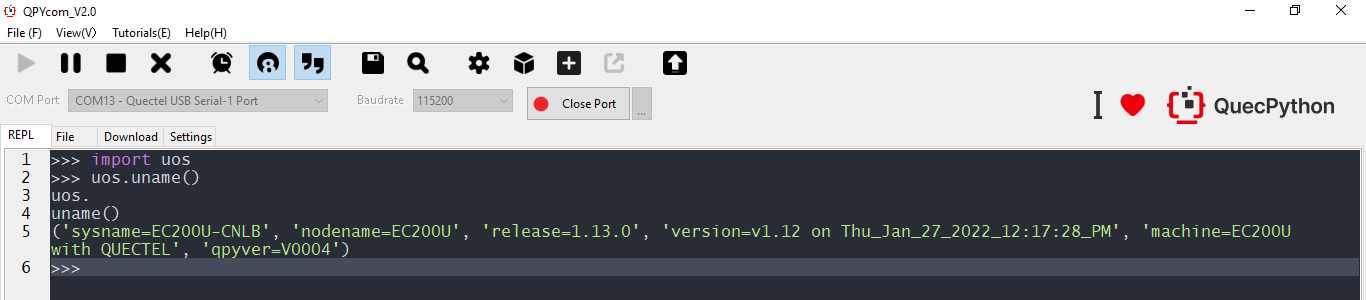 QPYcom_V2.0
File (F) View(V) Tutorials(E) Help(H)
COM Port COM13 - Quectel USB Serial-1 Port Baudrate 115200 Close Port ...
I QuecPython
REPL File Download Settings
1 >>> import uos
2 >>> uos.uname()
3 uos.
4 uname()
5 ('sysname=EC200U-CNLB', 'nodename=EC200U', 'release=1.13.0', 'version=v1.12 on Thu_Jan_27_2022_12:17:28_PM', 'machine=EC200U
with QUECTEL', 'qpyver=V0004')
6 >>>